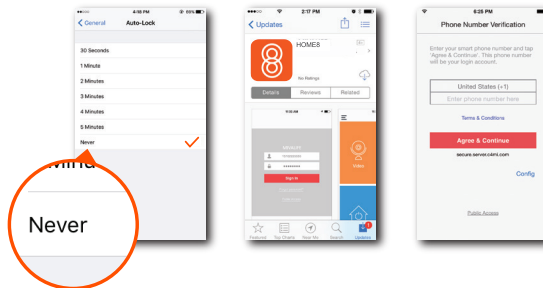 4:18 PM
General
Auto-Lock
30 Seconds
1 Minute
2 Minutes
3 Minutes
4 Minutes
5 Minutes
Never
Never
2:17 PM
Updates
HOME8
No Ratings
Details
Reviews
Related
Sign In
Video
Featured
Top Charts
Near Me
Search
Updates
6:25 PM
Phone Number Verification
Enter your smart phone number and tap
'Agree & Continue'. This phone number
will be your login account.
United States (+1)
Enter phone number here
Terms & Conditions
Agree & Continue
secure.server.c4mi.com
Config
Public Access